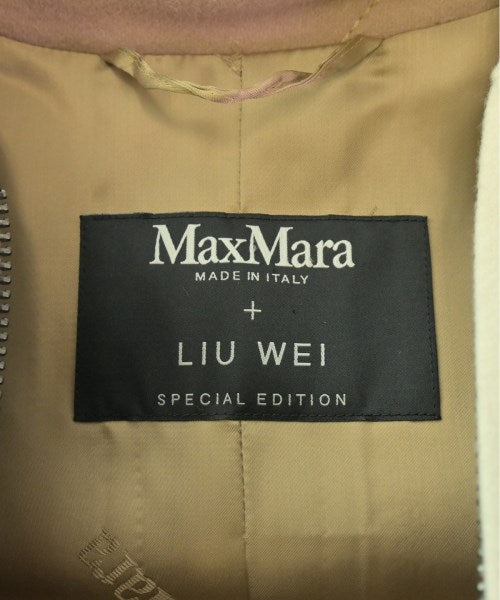 MaxMara
MADE IN ITALY
+
LIU WEI
SPECIAL EDITION